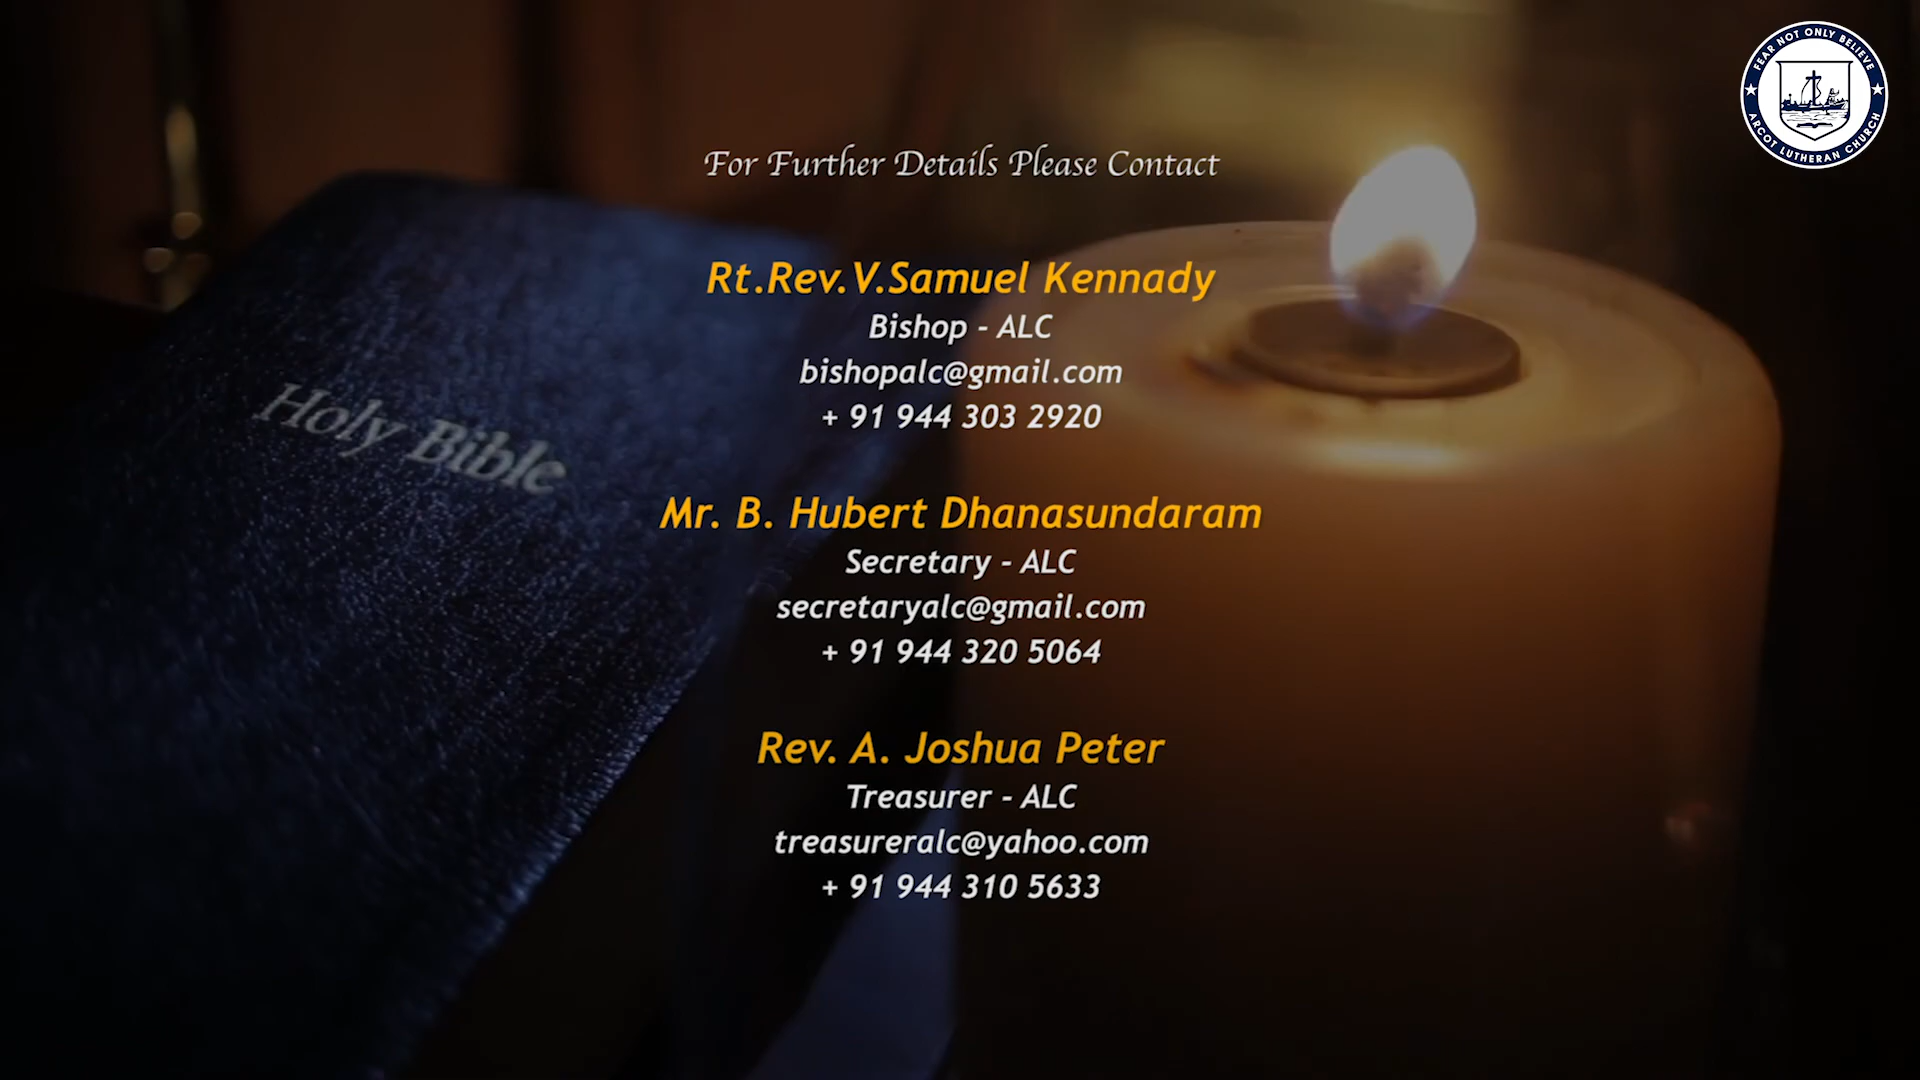 FEAR NOT ONLY BELIEVE
ARCOT LUTHERAN CHURCH
For Further Details Please Contact
Rt.Rev.V.Samuel Kennady
Bishop - ALC
bishopalc@gmail.com
+ 91 944 303 2920
Holy Bible
Mr. B. Hubert Dhanasundaram
Secretary - ALC
secretaryalc@gmail.com
+ 91 944 320 5064
Rev. A. Joshua Peter
Treasurer - ALC
treasureralc@yahoo.com
+ 91 944 310 5633